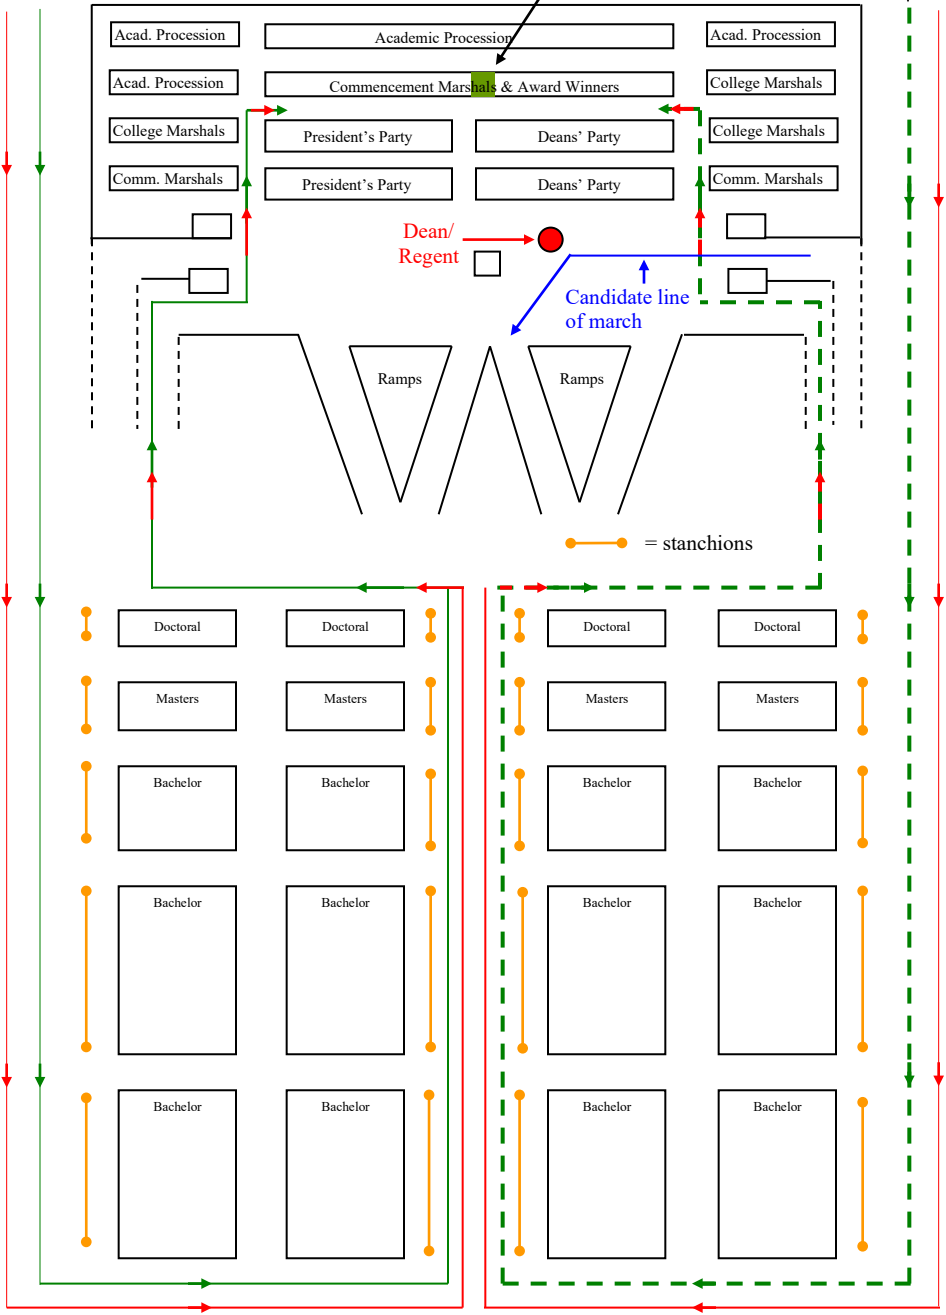 Acad. Procession
Academic Procession
Acad. Procession
Acad. Procession
Commencement Marshals & Award Winners
College Marshals
College Marshals
President's Party
Deans' Party
College Marshals
Comm. Marshals
President's Party
Deans' Party
Comm. Marshals
Dean/
Regent
Candidate line
of march
Ramps
Ramps
= stanchions
Doctoral
Doctoral
Doctoral
Doctoral
Masters
Masters
Masters
Masters
Bachelor
Bachelor
Bachelor
Bachelor
Bachelor
Bachelor
Bachelor
Bachelor
Bachelor
Bachelor
Bachelor
Bachelor